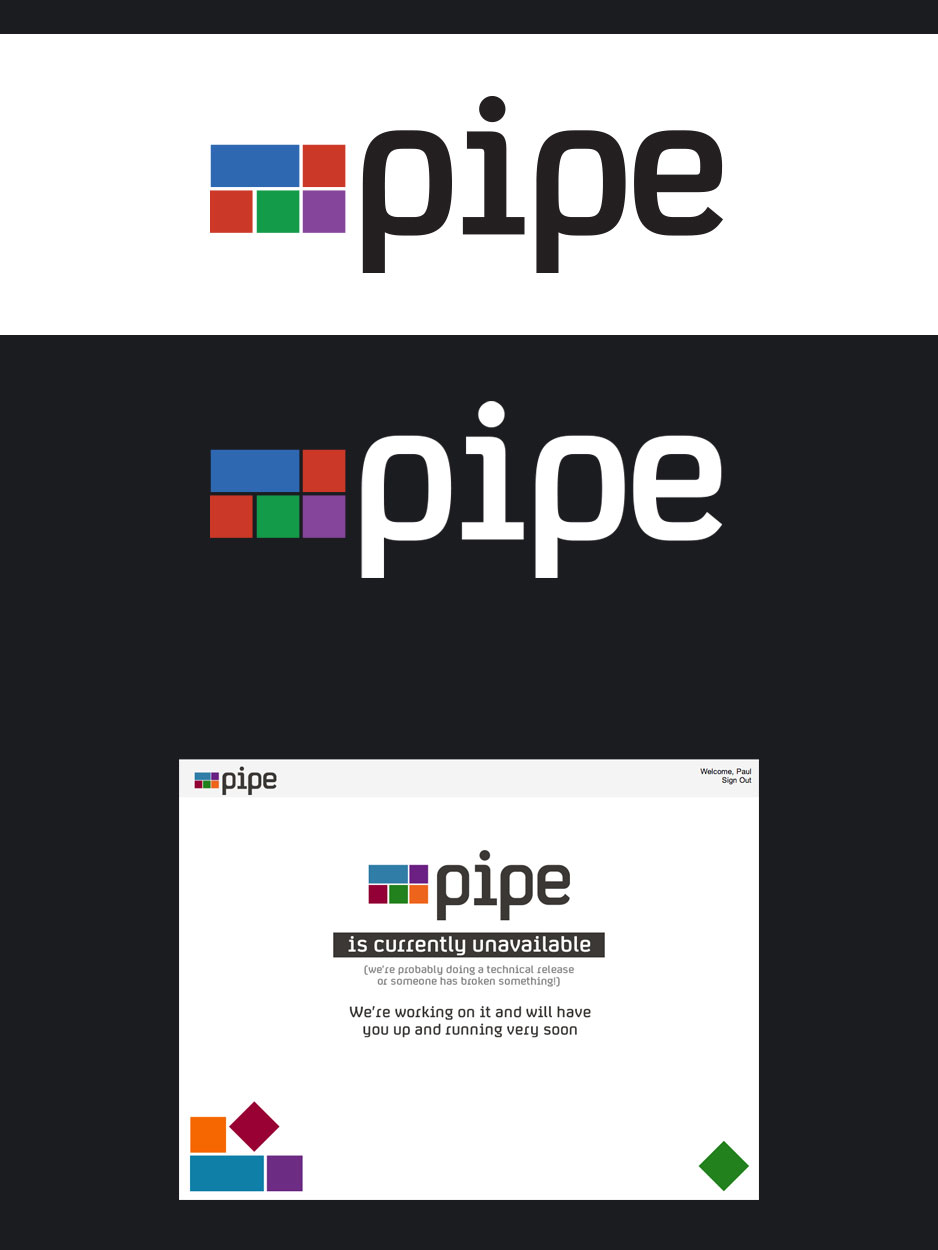 pipe
pipe
pipe
Welcome, Paul
Sign Out
pipe
is currently unavailable
(we're probably doing a technical release
or someone has broken something!)
We're working on it and will have
you up and running very soon